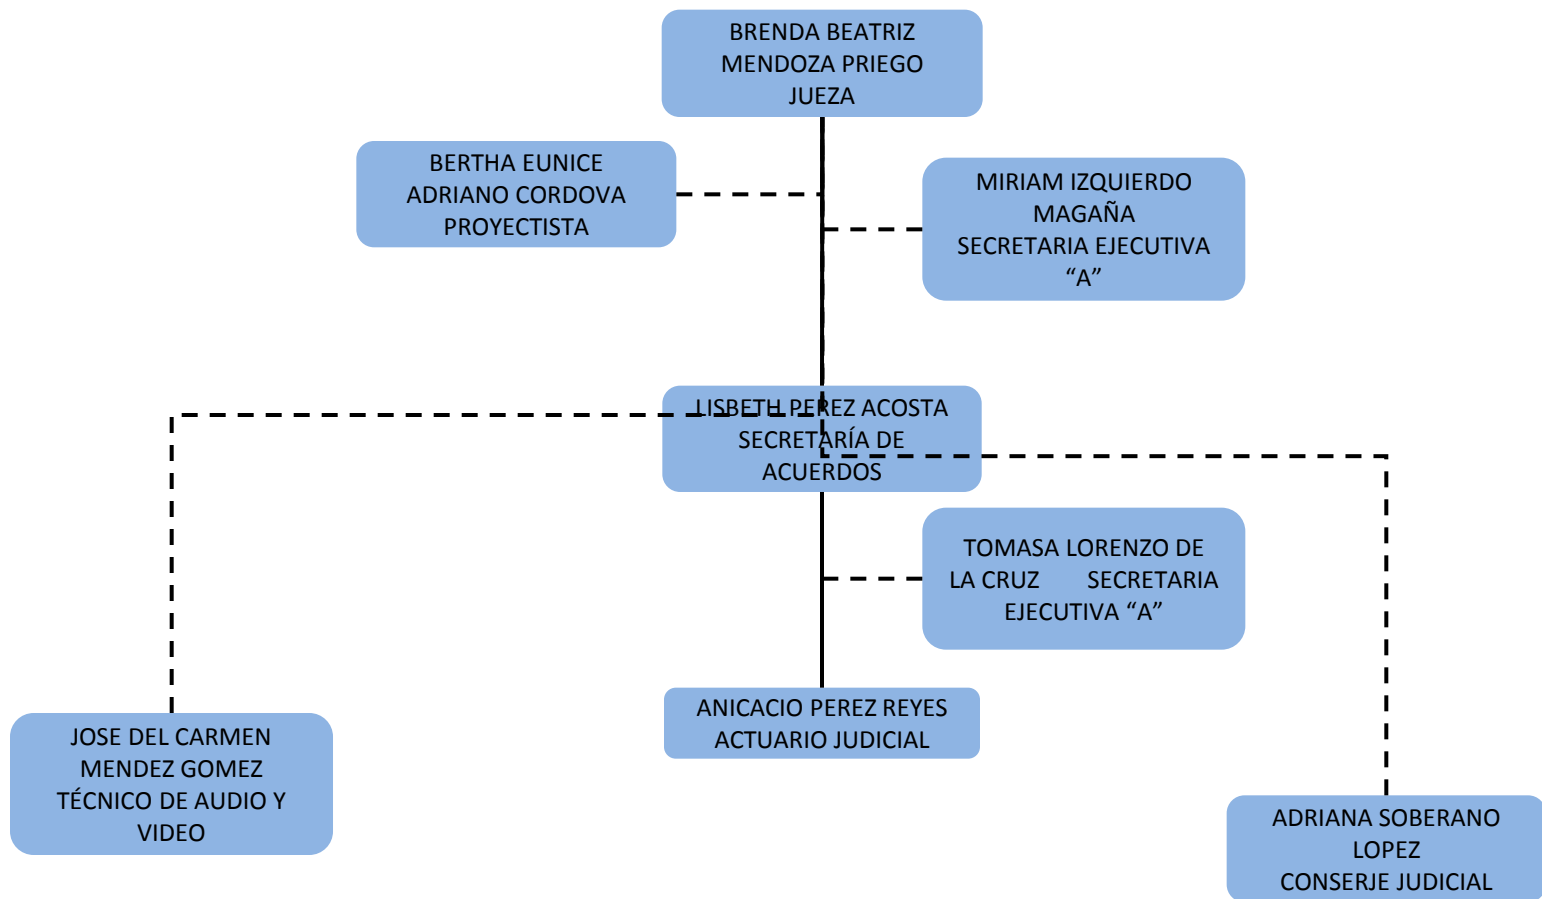 BRENDA BEATRIZ
MENDOZA PRIEGO
JUEZA
BERTHA EUNICE
ADRIANO CORDOVA
PROYECTISTA
MIRIAM IZQUIERDO
MAGAÑA
SECRETARIA EJECUTIVA
“A”
LISBETH PEREZ ACOSTA
SECRETARÍA DE
ACUERDOS
TOMASA LORENZO DE
LA CRUZ SECRETARIA
EJECUTIVA “A”
ANICACIO PEREZ REYES
ACTUARIO JUDICIAL
JOSE DEL CARMEN
MENDEZ GOMEZ
TÉCNICO DE AUDIO Y
VIDEO
ADRIANA SOBERANO
LOPEZ
CONSERJE JUDICIAL